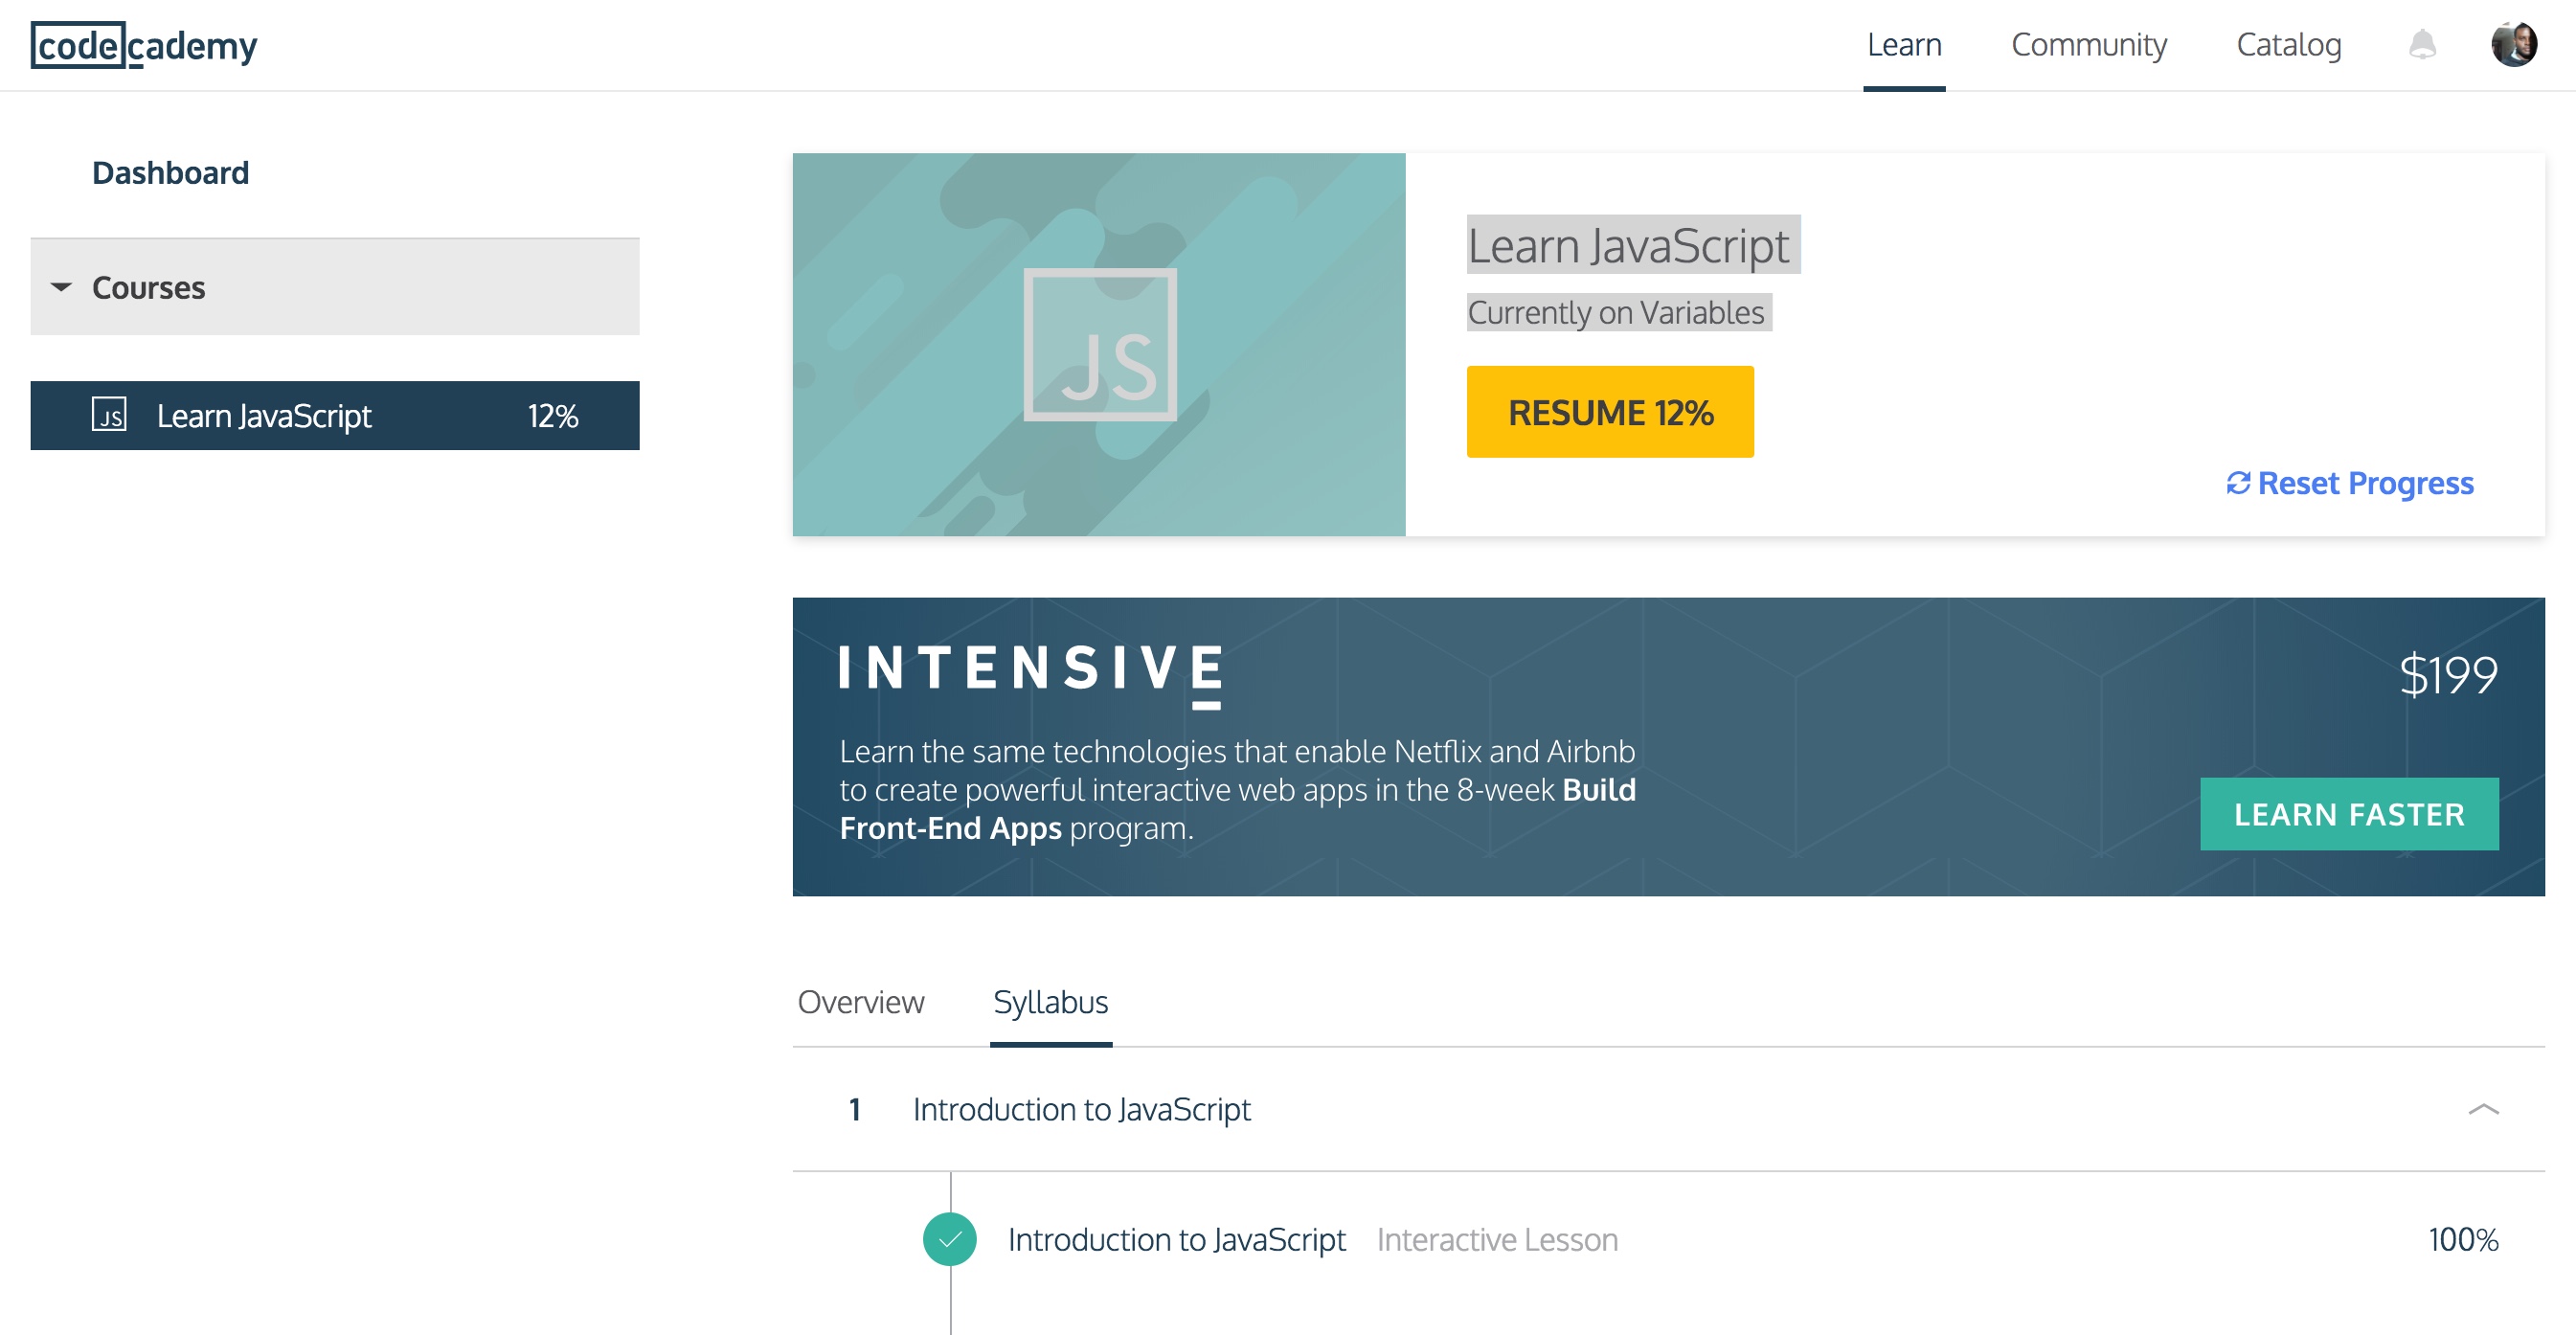 codecademy
Learn Community Catalog
Dashboard
Courses
JS Learn JavaScript 12%
JS
Learn JavaScript
Currently on Variables
RESUME 12%
Reset Progress
INTENSIVE
$199
Learn the same technologies that enable Netflix and Airbnb
to create powerful interactive web apps in the 8-week Build
Front-End Apps program.
LEARN FASTER
Overview Syllabus
1 Introduction to JavaScript
Introduction to JavaScript Interactive Lesson 100%